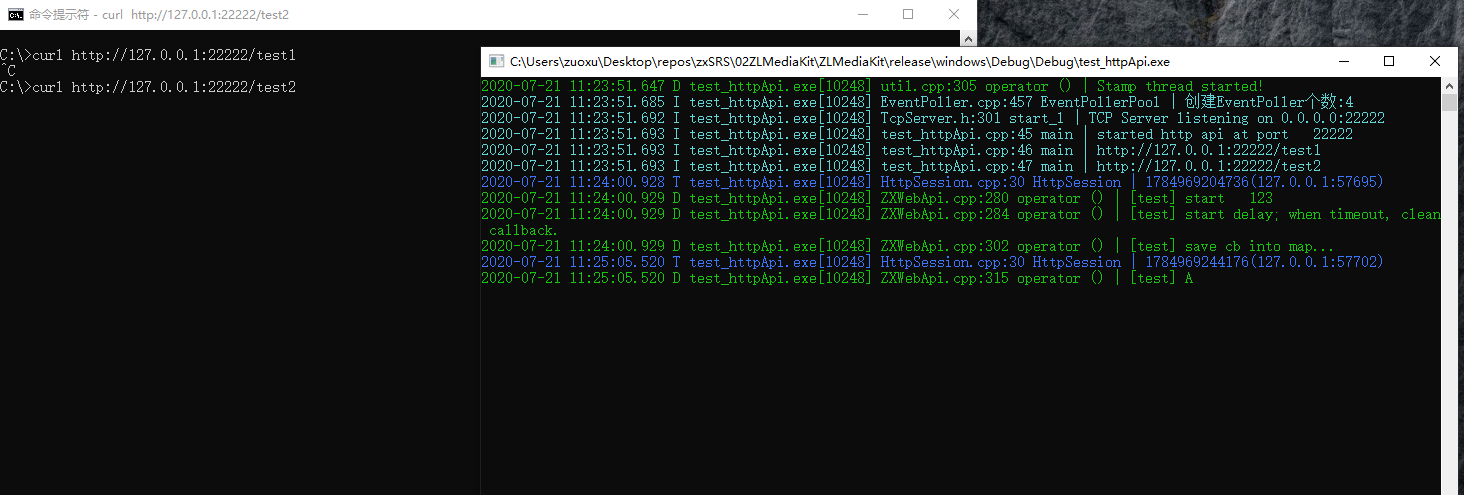 命令提示符 - curl  http://127.0.0.1:22222/test2
C:\>curl http://127.0.0.1:22222/test1
^C
C:\>curl http://127.0.0.1:22222/test2
C:\Users\zuoxu\Desktop\repos\zxSRS\02ZLMediaKit\ZLMediaKit\release\windows\Debug\Debug\test_httpApi.exe
2020-07-21 11:23:51.647 D test_httpApi.exe[10248] util.cpp:305 operator () | Stamp thread started!
2020-07-21 11:23:51.685 I test_httpApi.exe[10248] EventPoller.cpp:457 EventPollerPool | 创建EventPoller个数:4
2020-07-21 11:23:51.692 I test_httpApi.exe[10248] TcpServer.h:301 start_l | TCP Server listening on 0.0.0.0:22222
2020-07-21 11:23:51.693 I test_httpApi.exe[10248] test_httpApi.cpp:45 main | started http api at port   22222
2020-07-21 11:23:51.693 I test_httpApi.exe[10248] test_httpApi.cpp:46 main | http://127.0.0.1:22222/test1
2020-07-21 11:23:51.693 I test_httpApi.exe[10248] test_httpApi.cpp:47 main | http://127.0.0.1:22222/test2
2020-07-21 11:24:00.928 T test_httpApi.exe[10248] HttpSession.cpp:30 HttpSession | 1784969204736(127.0.0.1:57695)
2020-07-21 11:24:00.929 D test_httpApi.exe[10248] ZXWebApi.cpp:280 operator () | [test] start   123
2020-07-21 11:24:00.929 D test_httpApi.exe[10248] ZXWebApi.cpp:284 operator () | [test] start delay; when timeout, clean
callback.
2020-07-21 11:24:00.929 D test_httpApi.exe[10248] ZXWebApi.cpp:302 operator () | [test] save cb into map...
2020-07-21 11:25:05.520 T test_httpApi.exe[10248] HttpSession.cpp:30 HttpSession | 1784969244176(127.0.0.1:57702)
2020-07-21 11:25:05.520 D test_httpApi.exe[10248] ZXWebApi.cpp:315 operator () | [test] A